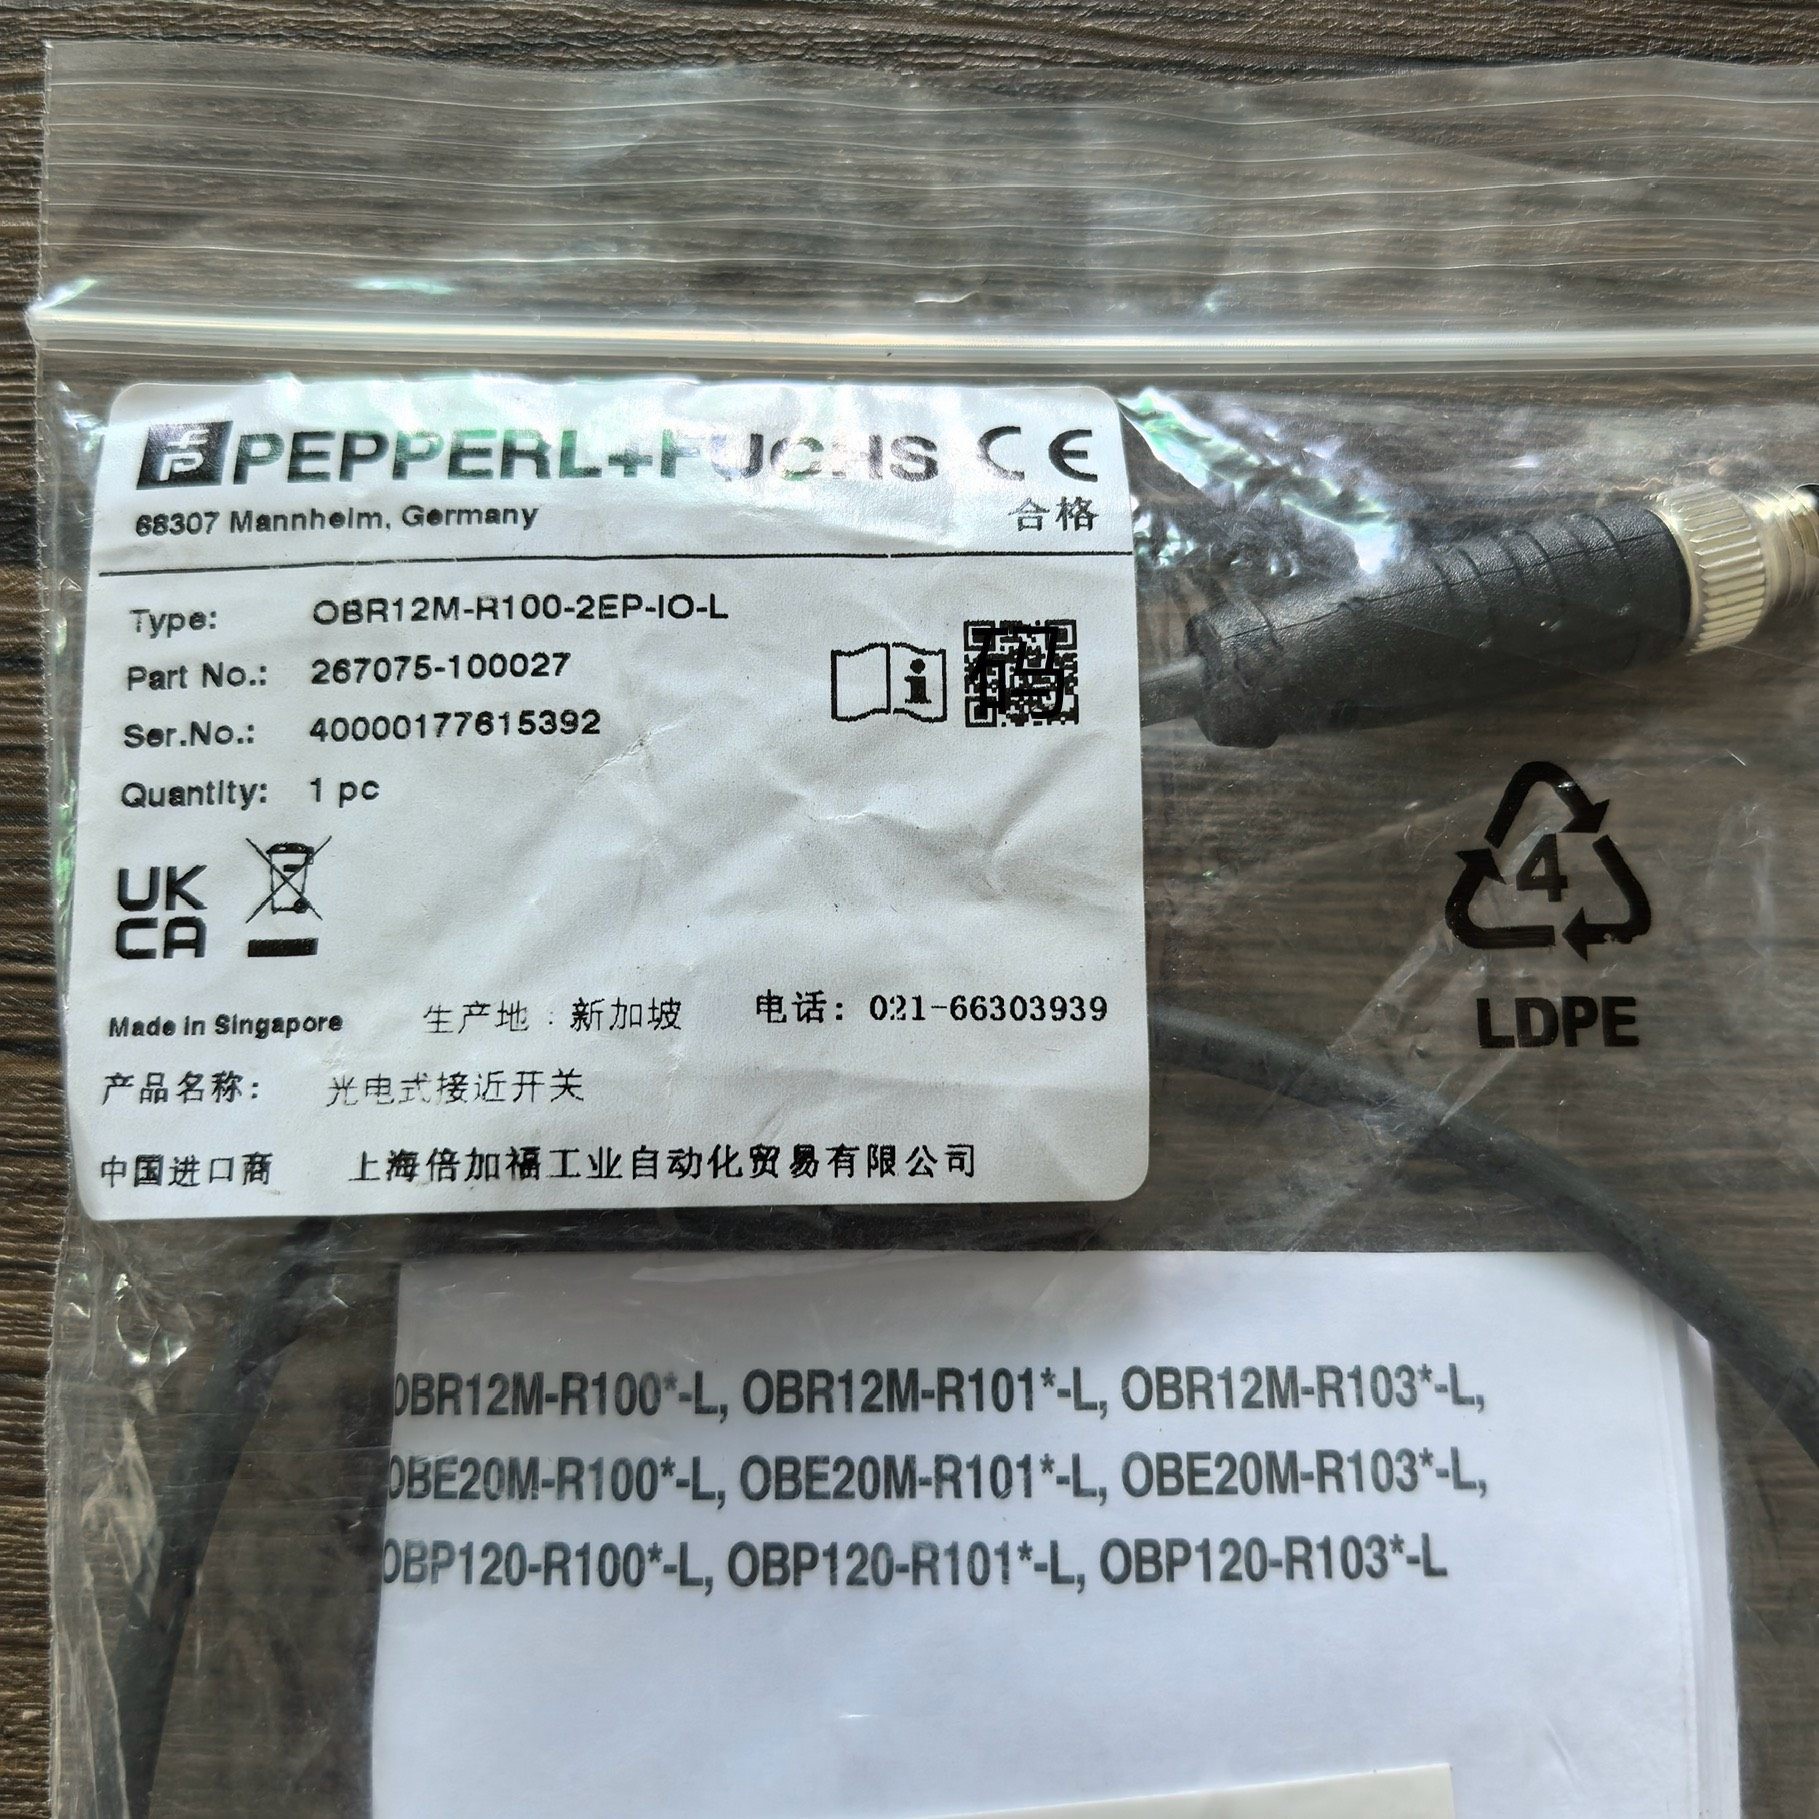 PEPPERL+FUCHS CE
68307 Mannheim, Germany
合格
Type: OBR12M-R100-2EP-IO-L
Part No.: 267075-100027
Ser.No.: 40000177615392
码
Quantity: 1 pc
UK
CA
Made in Singapore 生产地：新加坡 电话：021-66303939
产品名称： 光电式接近开关
中国进口商 上海倍加福工业自动化贸易有限公司
4
LDPE
OBR12M-R100*-L, OBR12M-R101*-L, OBR12M-R103*-L,
OBE20M-R100*-L, OBE20M-R101*-L, OBE20M-R103*-L,
OBP120-R100*-L, OBP120-R101*-L, OBP120-R103*-L